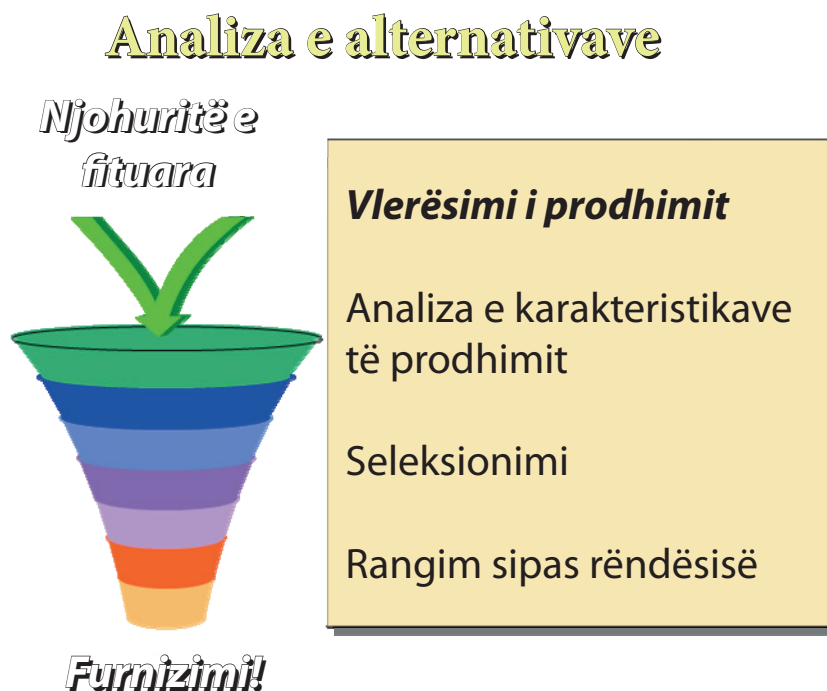 Analiza e alternativave
Njohuritë e
fituara
Vlerësimi i prodhimit
Analiza e karakteristikave
të prodhimit
Seleksionimi
Rangim sipas rëndësisë
Furnizimi!